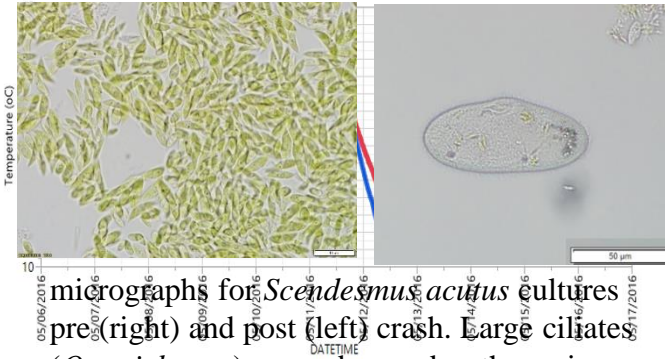 Temperature (oC)
50 µm
10
05/06/2016
05/07/2016
05/08/2016
05/09/2016
05/10/2016
05/11/2016
05/12/2016
05/13/2016
05/14/2016
05/15/2016
05/16/2016
05/17/2016
micrographs for Scendesmus acutus cultures
pre (right) and post (left) crash. Large ciliates
DATETIME